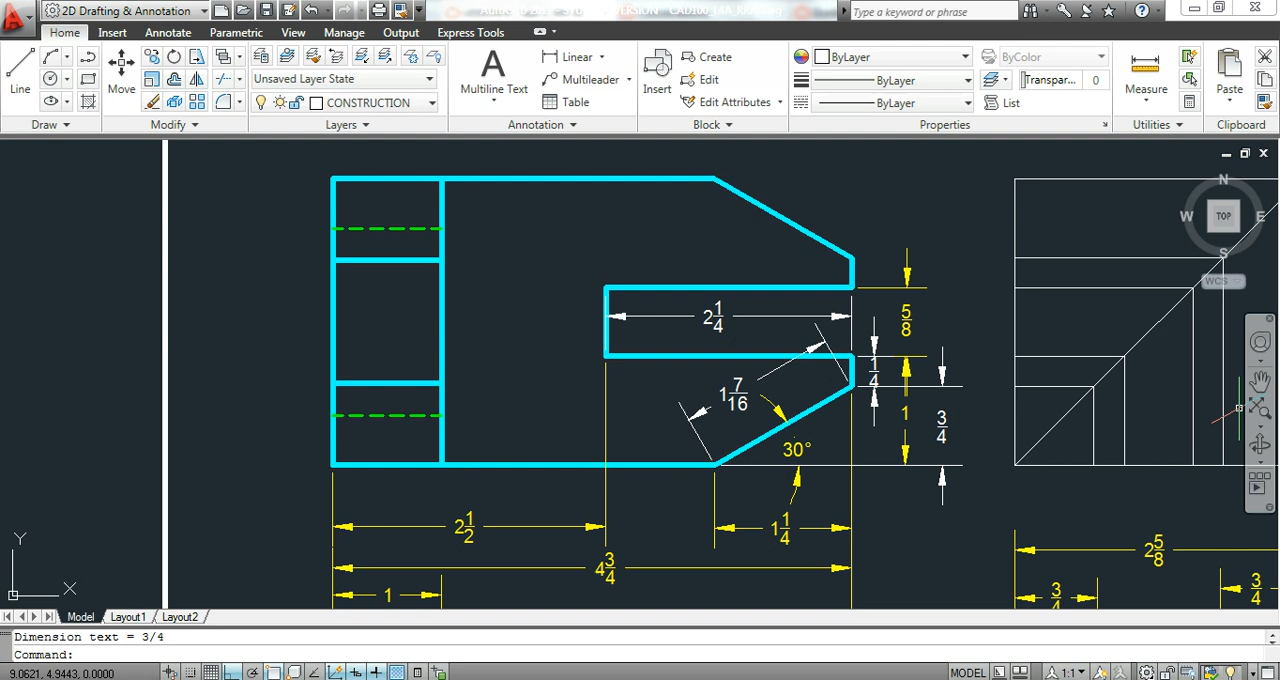 2D Drafting & Annotation
Type a keyword or phrase
Home Insert Annotate Parametric View Manage Output Express Tools
Line
Move
Unsaved Layer State
CONSTRUCTION
Multiline Text
Linear
Multileader
Table
Insert
Create
Edit
Edit Attributes
ByLayer
ByLayer
ByLayer
ByColor
Transpar... 0
List
Measure
Paste
Draw Modify Layers Annotation Block Properties Utilities Clipboard
N
W TOP E
S
WCS
2 1/4
5/8
1/4
1 7/16
1
3/4
30°
2 1/2
1 1/4
4 3/4
1
2 5/8
3/4
3/4
Y
X
Model Layout1 Layout2
Dimension text = 3/4
Command:
9.0621, 4.9443, 0.0000
MODEL
1:1